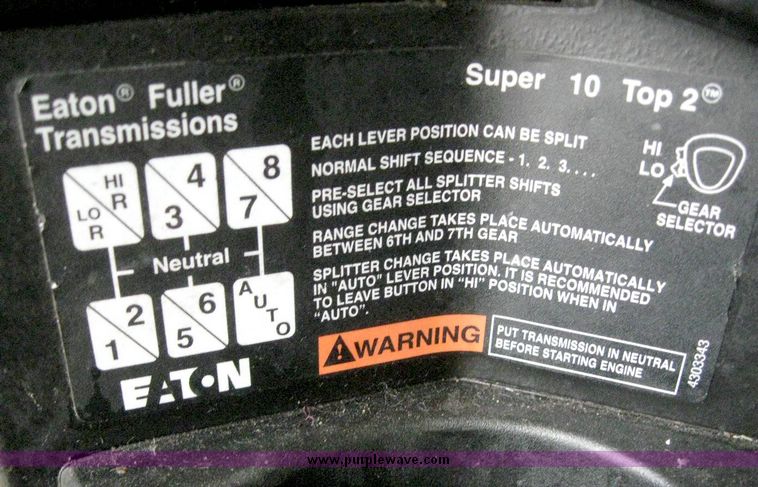 Eaton® Fuller®
Transmissions
Super 10 Top 2™
HI
R
LO
R
4
3
8
7
Neutral
2
1
6
5
AUTO
EATON
EACH LEVER POSITION CAN BE SPLIT
NORMAL SHIFT SEQUENCE - 1, 2, 3, . . .
PRE-SELECT ALL SPLITTER SHIFTS
USING GEAR SELECTOR
RANGE CHANGE TAKES PLACE AUTOMATICALLY
BETWEEN 6TH AND 7TH GEAR
SPLITTER CHANGE TAKES PLACE AUTOMATICALLY
IN "AUTO" LEVER POSITION. IT IS RECOMMENDED
TO LEAVE BUTTON IN "HI" POSITION WHEN IN
"AUTO".
HI
LO
GEAR
SELECTOR
WARNING
PUT TRANSMISSION IN NEUTRAL
BEFORE STARTING ENGINE
4303343
www.purplewave.com